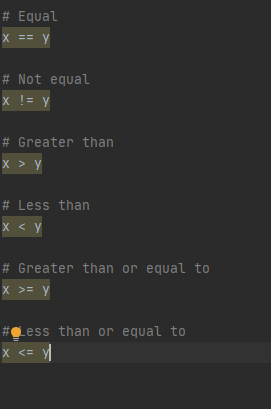 # Equal
x == y
# Not equal
x != y
# Greater than
x > y
# Less than
x < y
# Greater than or equal to
x >= y
# Less than or equal to
x <= y